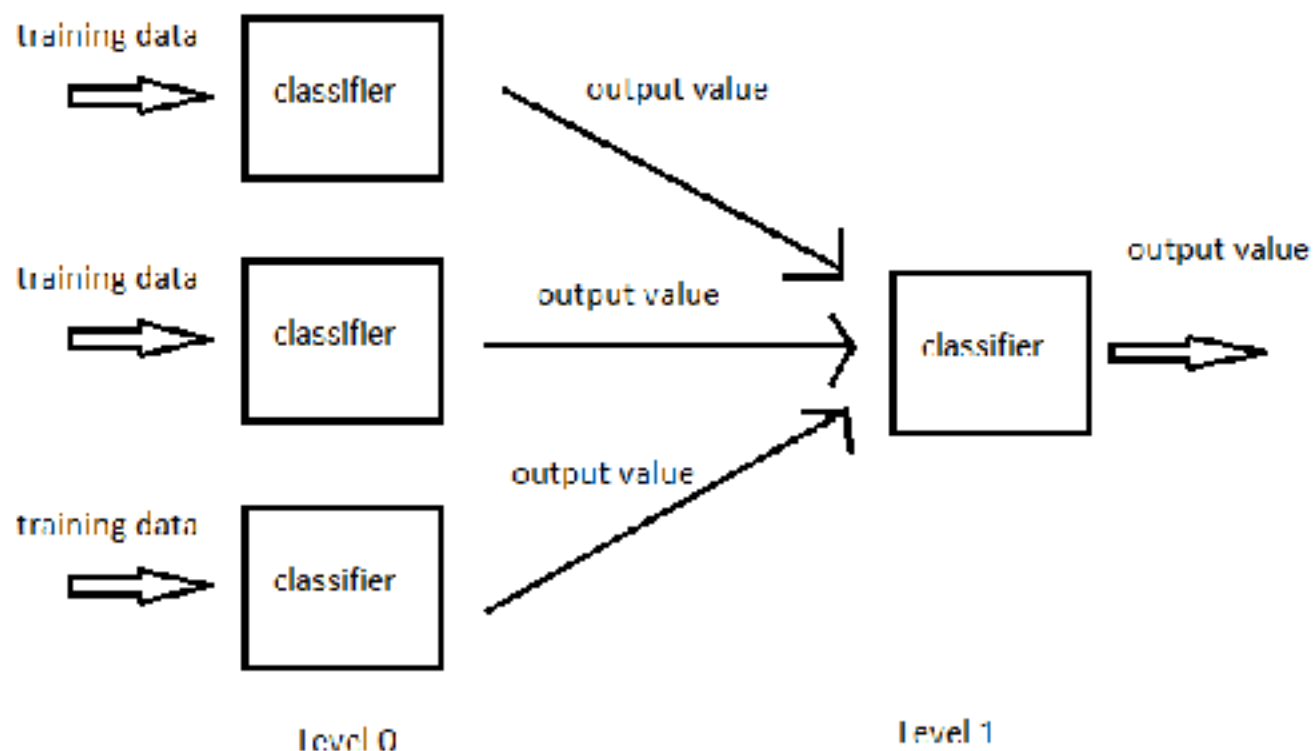 training data
classifier
output value
training data
classifier
output value
output value
classifier
output value
training data
classifier
Level 0
Level 1